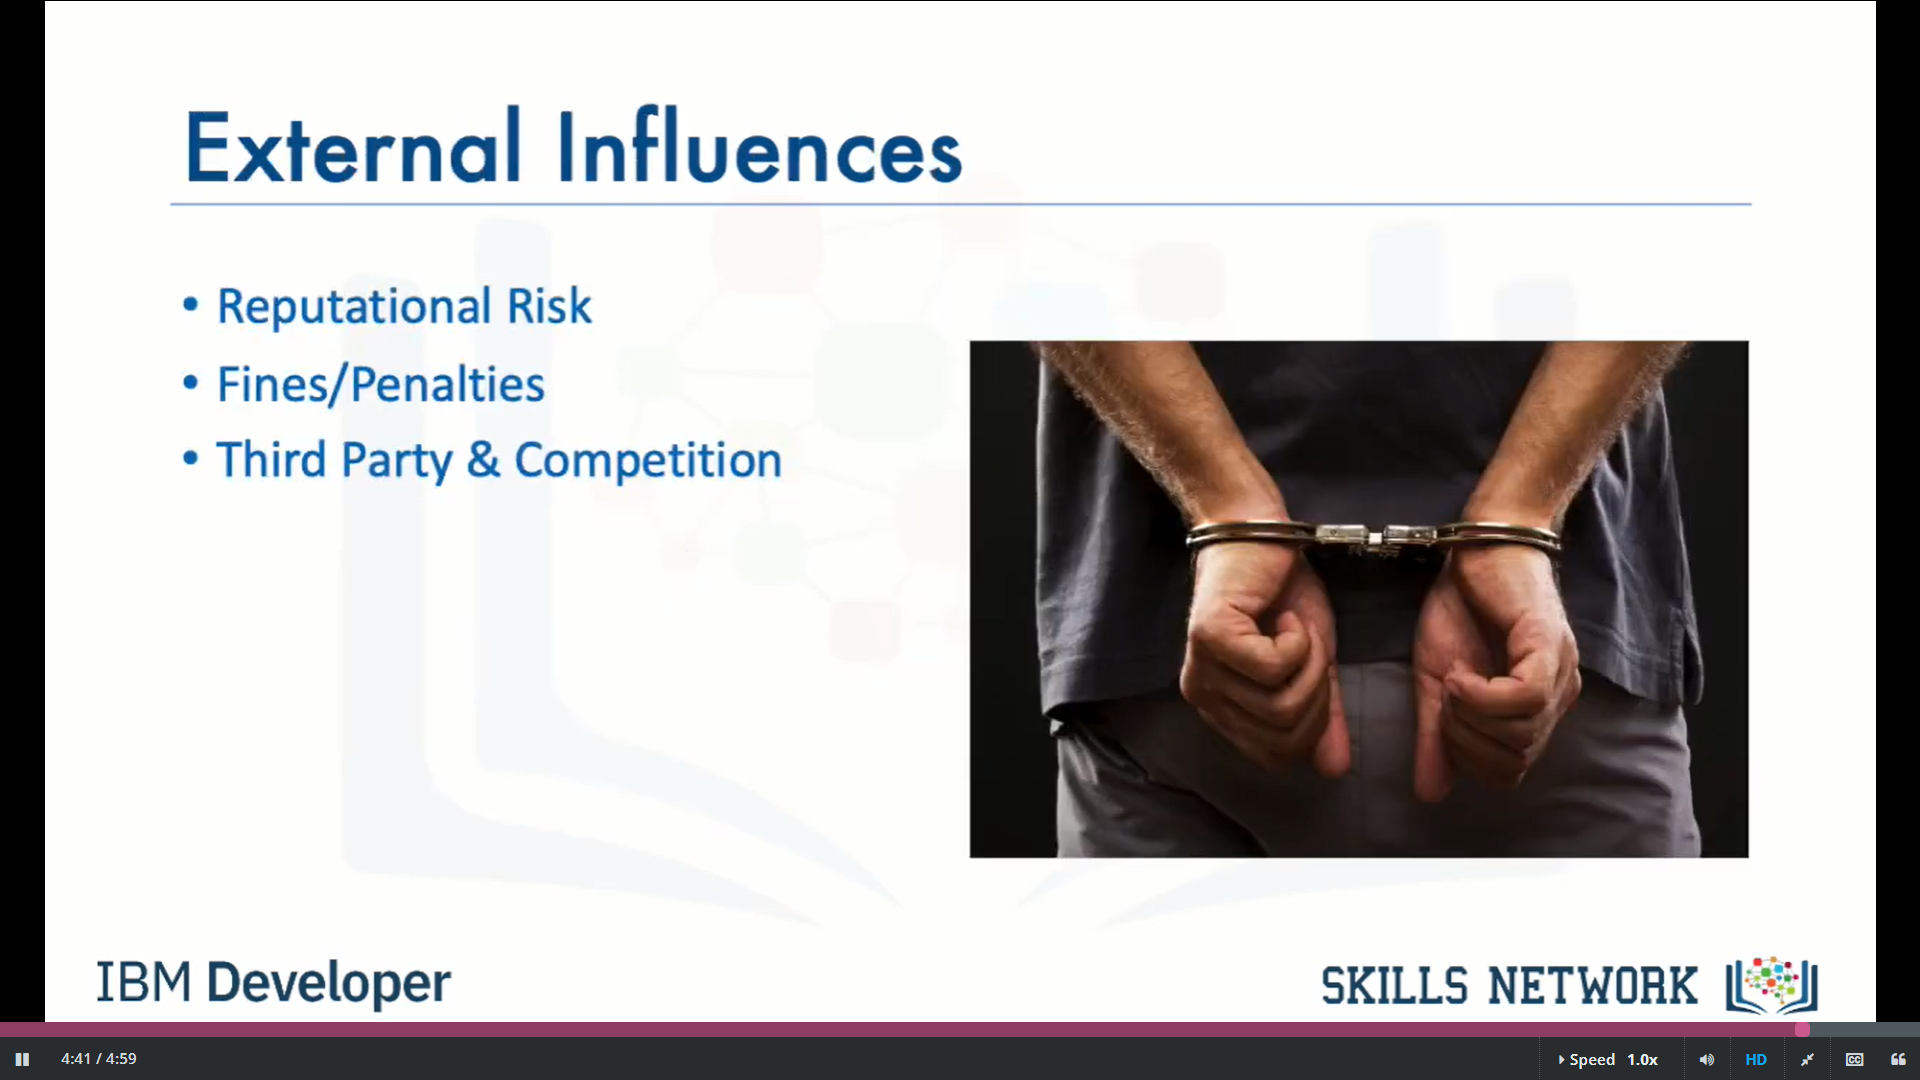 External Influences
• Reputational Risk
• Fines/Penalties
• Third Party & Competition
IBM Developer
SKILLS NETWORK
4:41 / 4:59
Speed 1.0x
HD
CC